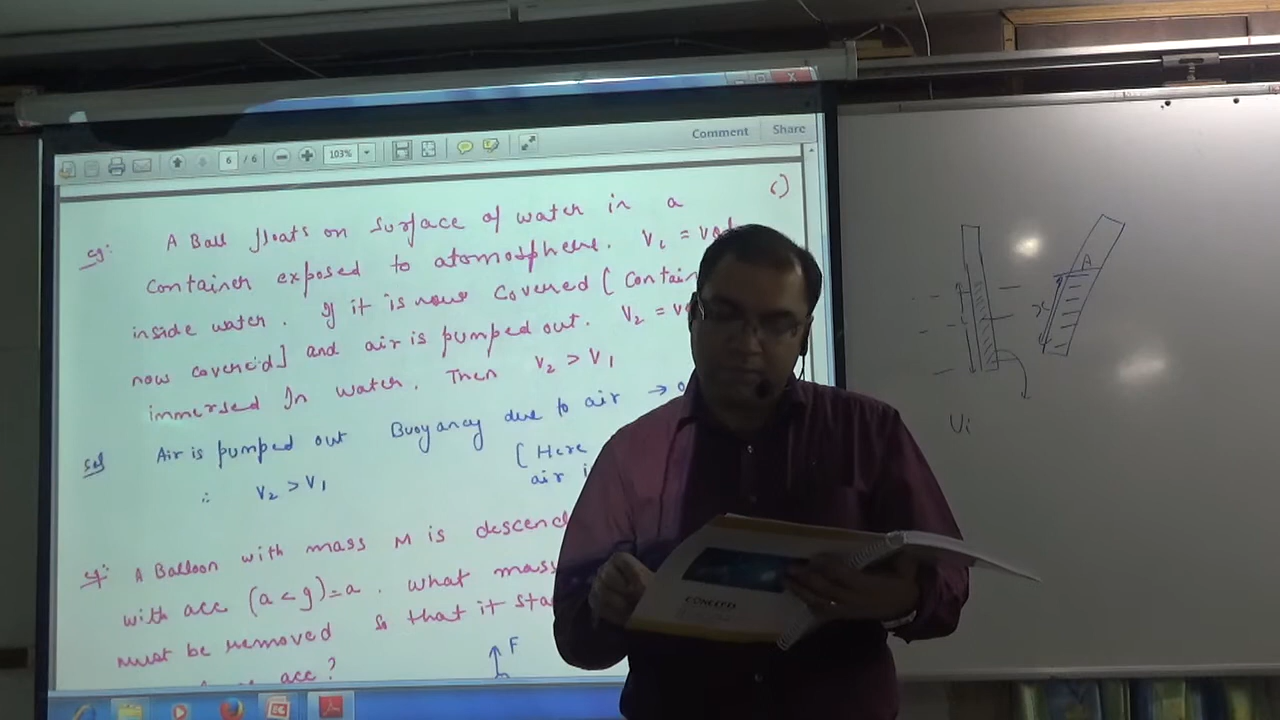 Comment Share
6 / 6 103%
c)
eg: A Ball floats on Surface of water in a
container exposed to atomosphere. V₁ =
inside water. If it is now Covered [Contain
now covered] and air is pumped out. V₂ =
immersed In water. Then V₂ > V₁
Sol Air is pumped out Buoyancy due to air →
[Here
∴ V₂ > V₁ air
eg: A Balloon with mass M is descend
with acc (a < g) = a. What mass
must be removed so that it sta
acc?
F
A
x
Ui
CONCEPTS